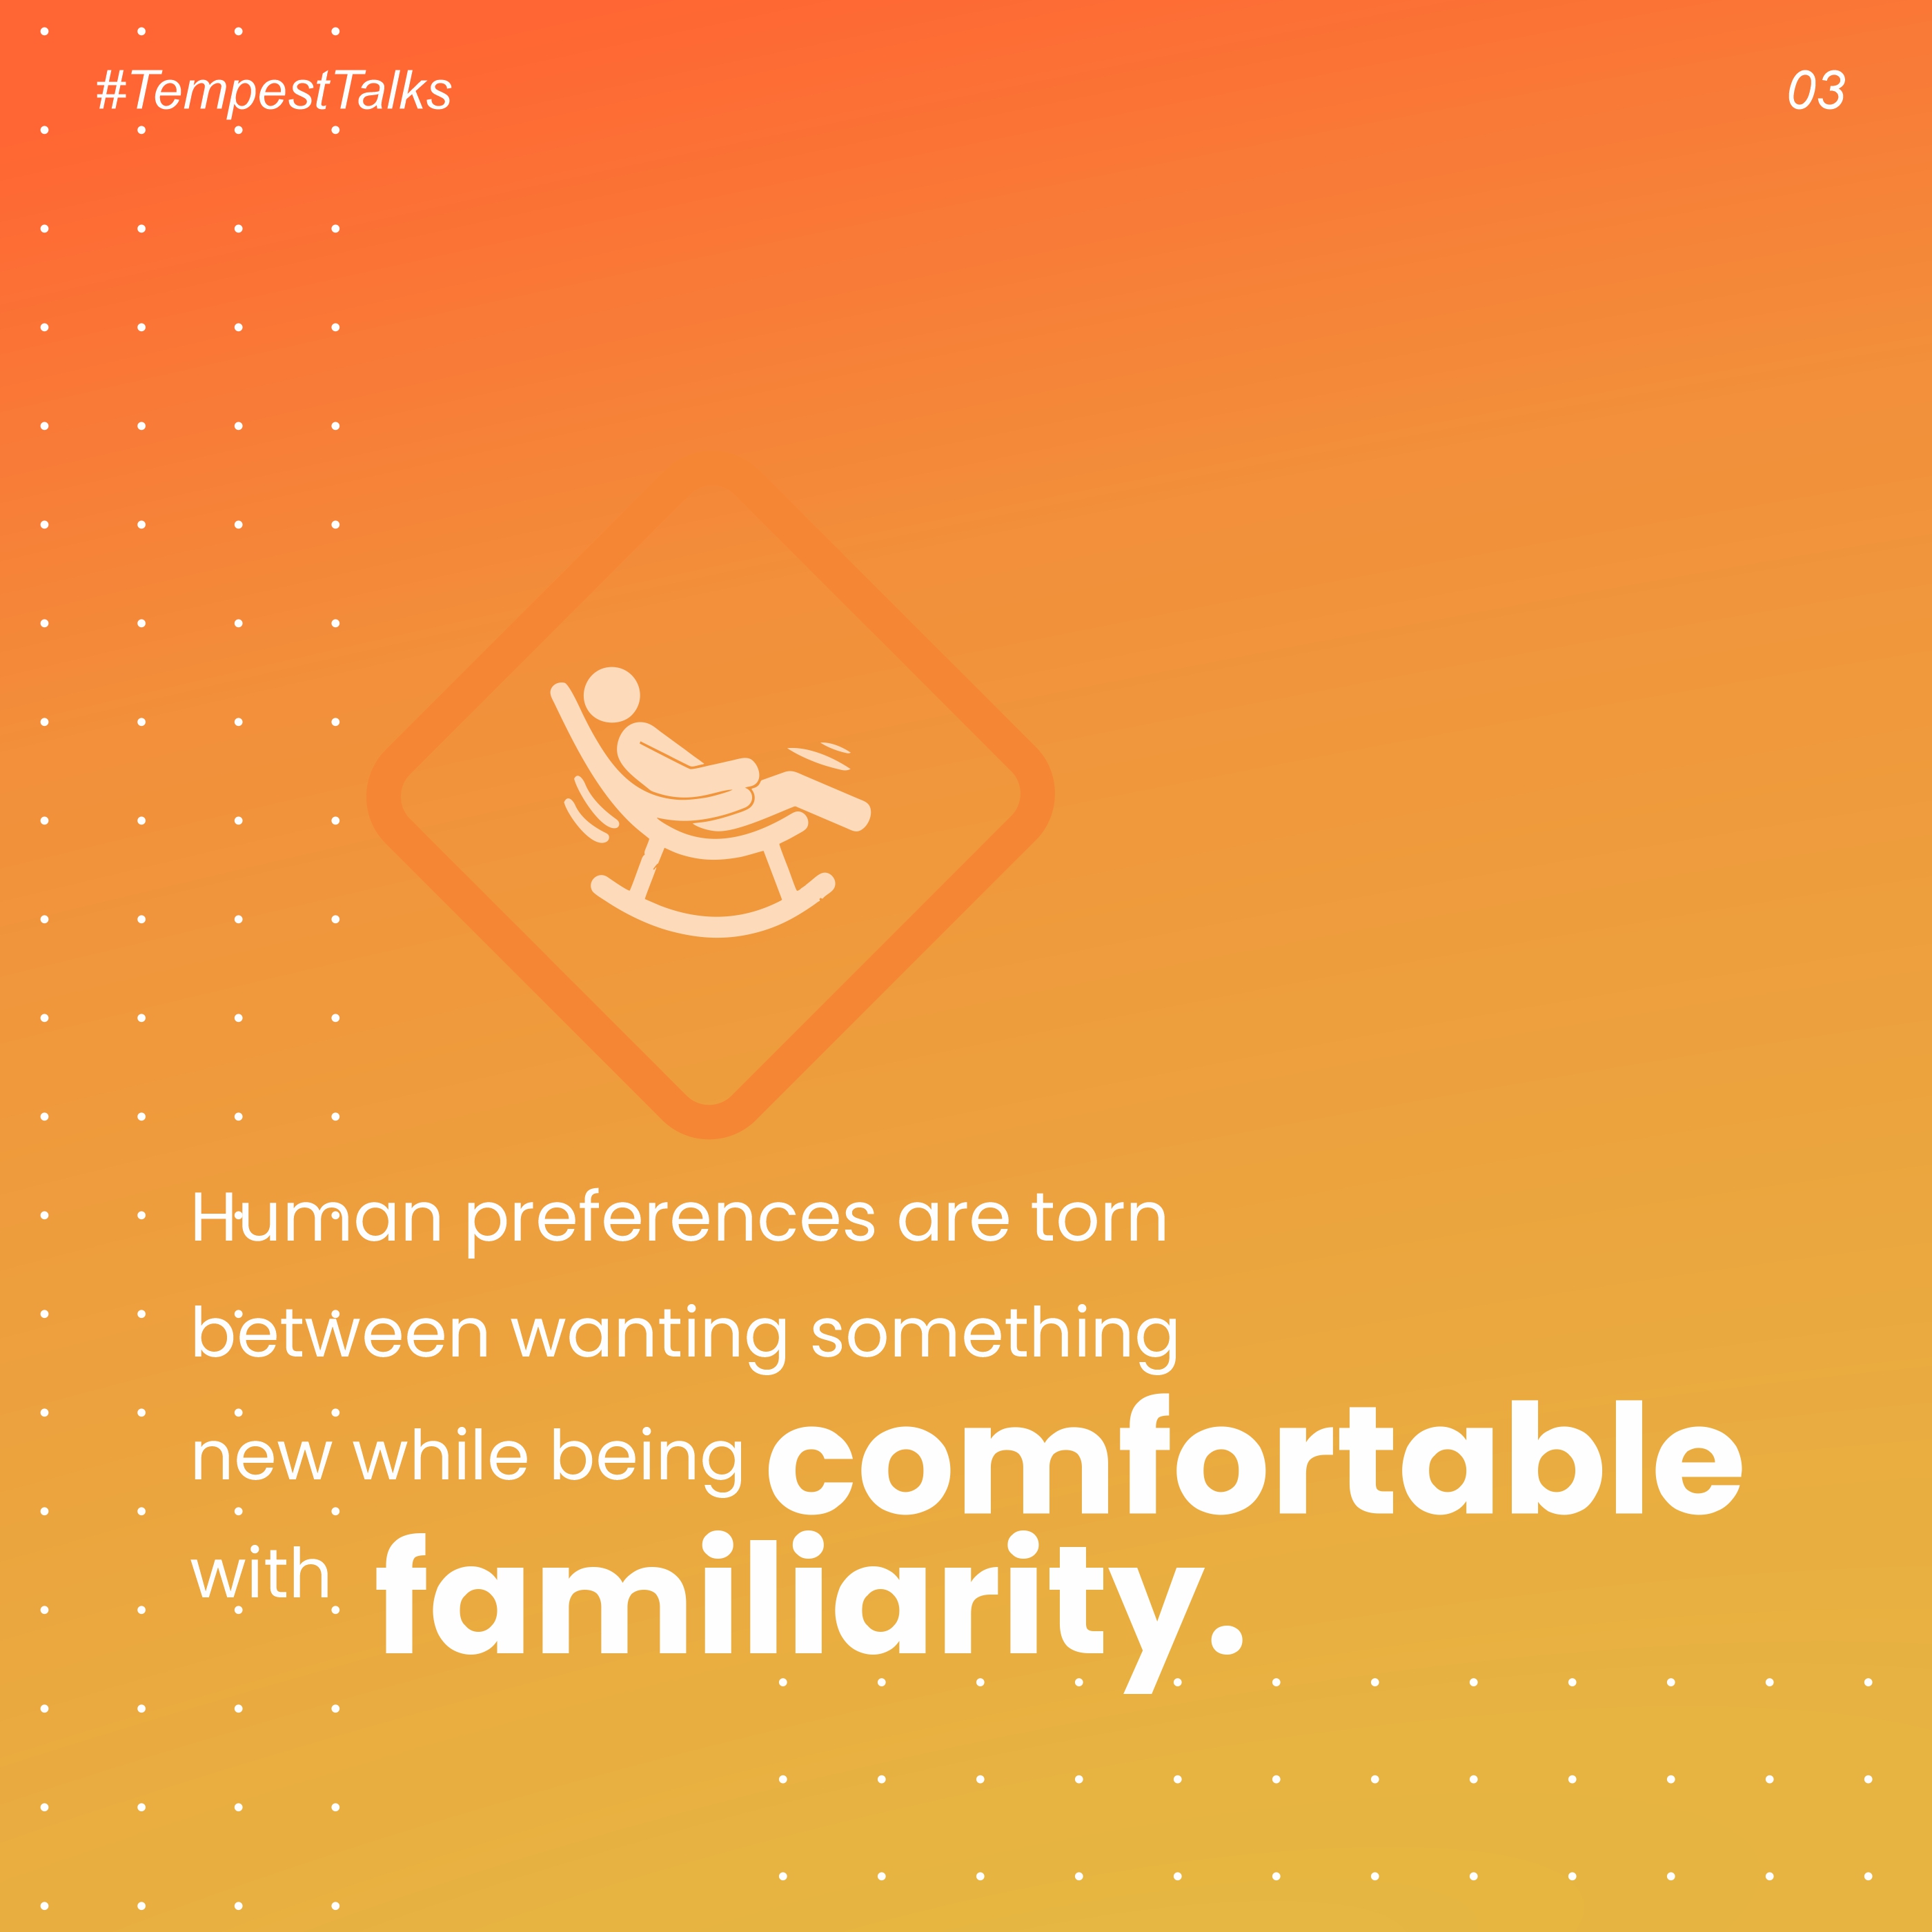 #TempestTalks
03
Human preferences are torn
between wanting something
new while being comfortable
with familiarity.